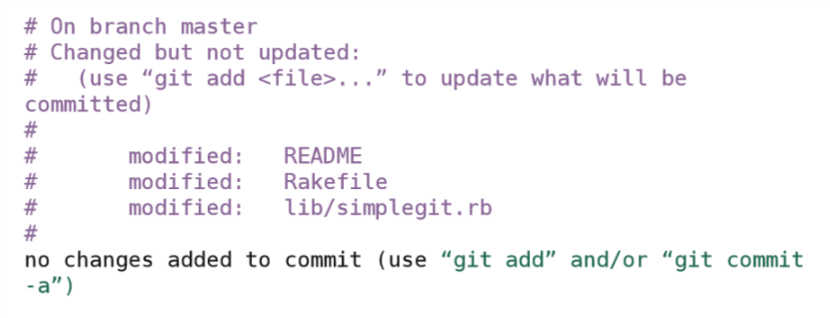 # On branch master
# Changed but not updated:
#   (use “git add <file>...” to update what will be
committed)
#
#       modified:   README
#       modified:   Rakefile
#       modified:   lib/simplegit.rb
#
no changes added to commit (use “git add” and/or “git commit
-a”)